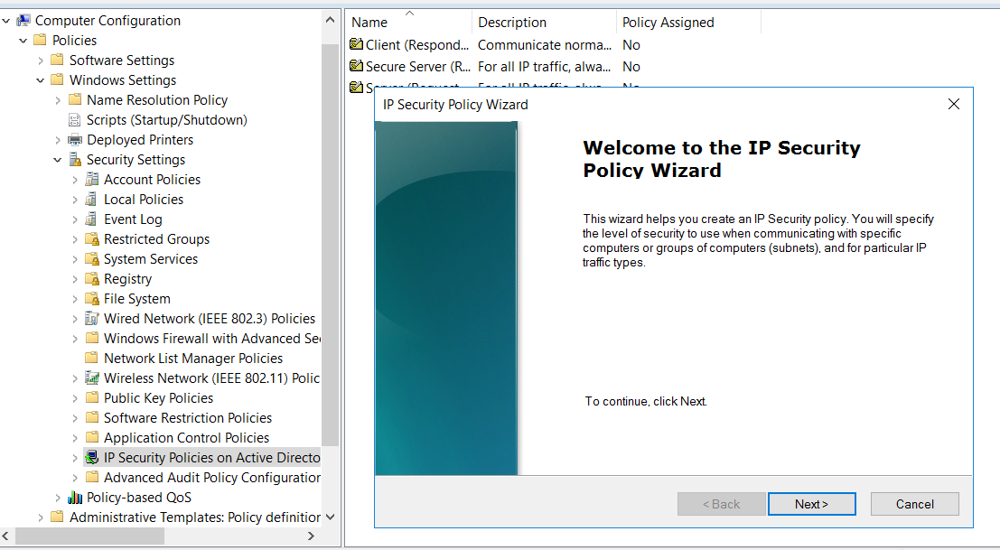 Computer Configuration
Policies
Software Settings
Windows Settings
Name Resolution Policy
Scripts (Startup/Shutdown)
Deployed Printers
Security Settings
Account Policies
Local Policies
Event Log
Restricted Groups
System Services
Registry
File System
Wired Network (IEEE 802.3) Policies
Windows Firewall with Advanced Se
Network List Manager Policies
Wireless Network (IEEE 802.11) Polic
Public Key Policies
Software Restriction Policies
Application Control Policies
IP Security Policies on Active Directo
Advanced Audit Policy Configuration
Policy-based QoS
Administrative Templates: Policy definition
Name Description Policy Assigned
Client (Respond... Communicate norma... No
Secure Server (R... For all IP traffic, alwa... No
Server (Request For all IP traffic, alwa No
IP Security Policy Wizard
Welcome to the IP Security
Policy Wizard
This wizard helps you create an IP Security policy. You will specify
the level of security to use when communicating with specific
computers or groups of computers (subnets), and for particular IP
traffic types.
To continue, click Next.
< Back Next > Cancel